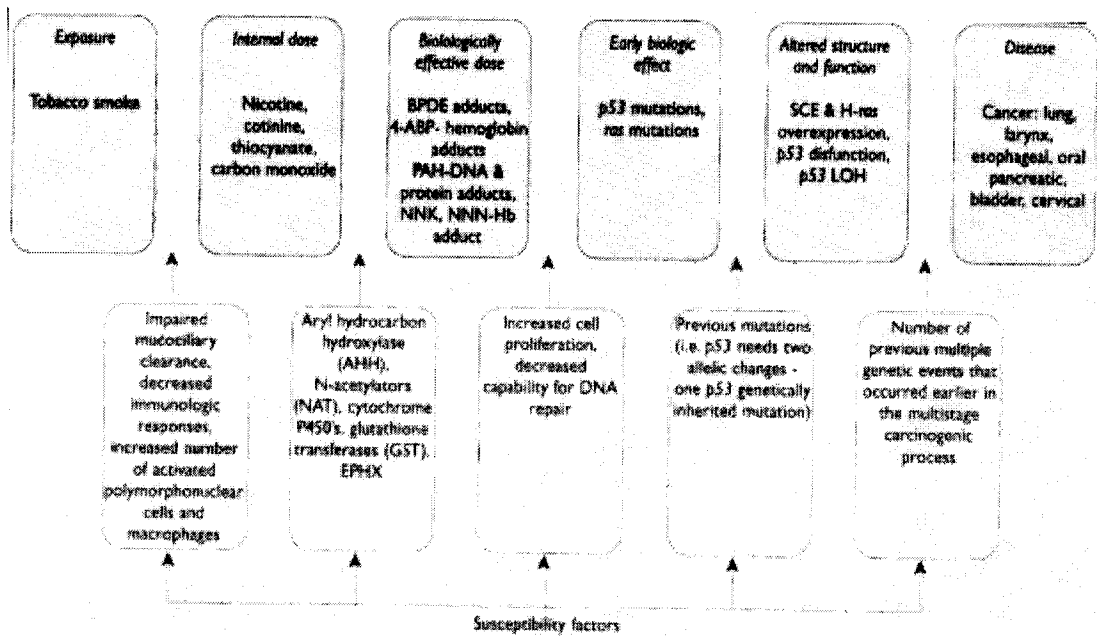 Exposure
Tobacco smoka
Internal dose
Nicotine,
cotinine,
thiocyanate,
carbon monoxide
Biolologically
effective dose
BPDE adducts,
4-ABP- hemoglobin
adducts
PAH-DNA &
protein adducts,
NNK, NNN-Hb
adduct
Early biologic
effect
p53 mutations,
ras mutations
Altered structure
and function
SCE & H-ras
overexpression,
p53 disfunction,
p53 LOH
Disease
Cancer: lung,
larynx,
esophageal, oral
pancreatic,
bladder, cervical
Impaired
mucociliary
clearance,
decreased
immunologic
responses,
increased number
of activated
polymorphonuclear
cells and
macrophages
Aryl hydrocarbon
hydroxylase
(AHH),
N-acetylators
(NAT), cytochrome
P450's, glutathione
transferases (GST),
EPHX
Increased cell
proliferation,
decreased
capability for DNA
repair
Previous mutations
(i.e. p53 needs two
allelic changes -
one p53 genetically
inherited mutation)
Number of
previous multiple
genetic events that
occurred earlier in
the multistage
carcinogenic
process
Susceptibility factors